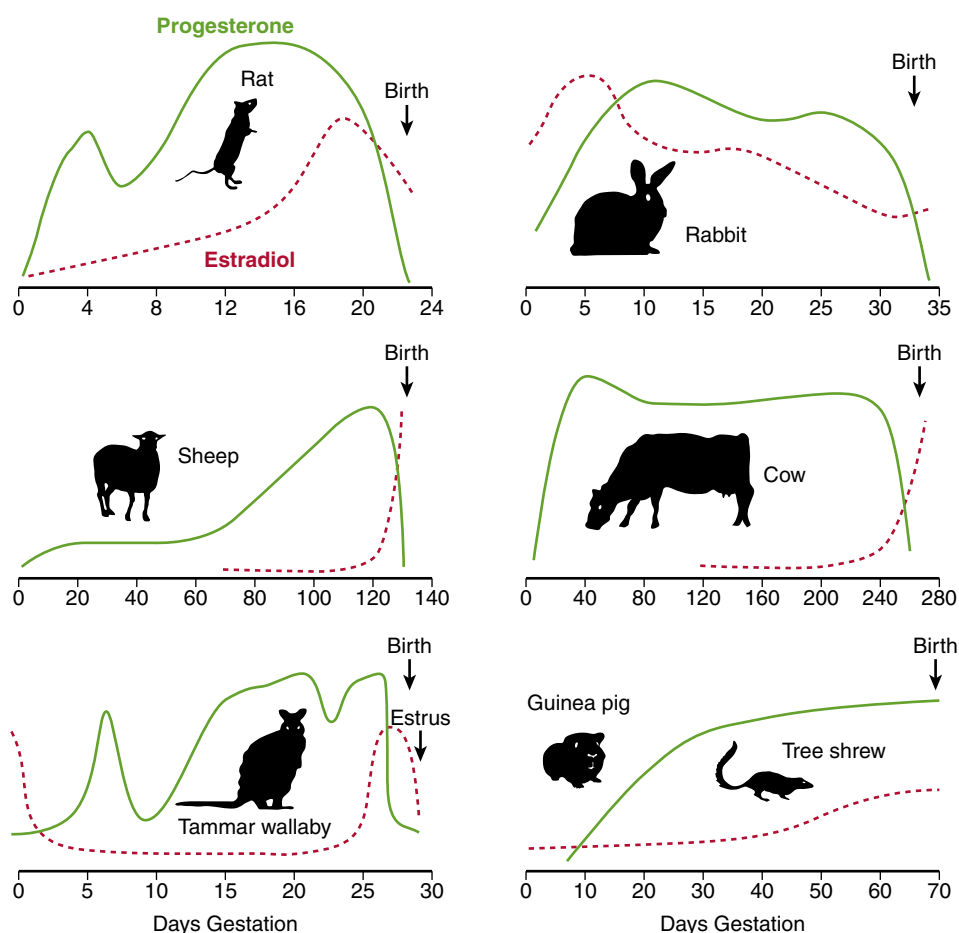 Progesterone
Rat
Birth
Estradiol
0 4 8 12 16 20 24
Birth
Rabbit
0 5 10 15 20 25 30 35
Birth
Sheep
0 20 40 60 80 100 120 140
Birth
Cow
0 40 80 120 160 200 240 280
Birth
Estrus
Tammar wallaby
0 5 10 15 20 25 30
Days Gestation
Birth
Guinea pig
Tree shrew
0 10 20 30 40 50 60 70
Days Gestation